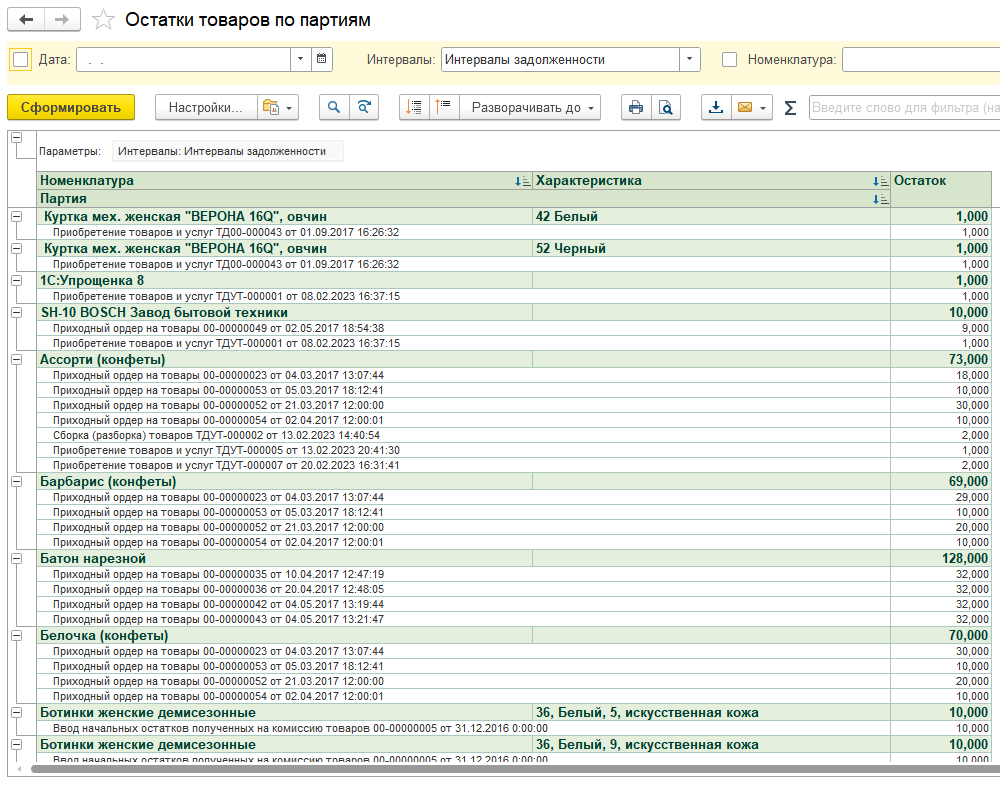 Остатки товаров по партиям
Дата: . . Интервалы: Интервалы задолженности Номенклатура:
Сформировать Настройки... Разворачивать до Σ Введите слово для фильтра (на
Параметры: Интервалы: Интервалы задолженности
Номенклатура Характеристика Остаток
Партия
Куртка мех. женская "ВЕРОНА 16Q", овчин 42 Белый 1,000
Приобретение товаров и услуг ТД00-000043 от 01.09.2017 16:26:32 1,000
Куртка мех. женская "ВЕРОНА 16Q", овчин 52 Черный 1,000
Приобретение товаров и услуг ТД00-000043 от 01.09.2017 16:26:32 1,000
1С:Упрощенка 8 1,000
Приобретение товаров и услуг ТДУТ-000001 от 08.02.2023 16:37:15 1,000
SH-10 BOSCH Завод бытовой техники 10,000
Приходный ордер на товары 00-00000049 от 02.05.2017 18:54:38 9,000
Приобретение товаров и услуг ТДУТ-000001 от 08.02.2023 16:37:15 1,000
Ассорти (конфеты) 73,000
Приходный ордер на товары 00-00000023 от 04.03.2017 13:07:44 18,000
Приходный ордер на товары 00-00000053 от 05.03.2017 18:12:41 10,000
Приходный ордер на товары 00-00000052 от 21.03.2017 12:00:00 30,000
Приходный ордер на товары 00-00000054 от 02.04.2017 12:00:01 10,000
Сборка (разборка) товаров ТДУТ-000002 от 13.02.2023 14:40:54 2,000
Приобретение товаров и услуг ТДУТ-000005 от 13.02.2023 20:41:30 1,000
Приобретение товаров и услуг ТДУТ-000007 от 20.02.2023 16:31:41 2,000
Барбарис (конфеты) 69,000
Приходный ордер на товары 00-00000023 от 04.03.2017 13:07:44 29,000
Приходный ордер на товары 00-00000053 от 05.03.2017 18:12:41 10,000
Приходный ордер на товары 00-00000052 от 21.03.2017 12:00:00 20,000
Приходный ордер на товары 00-00000054 от 02.04.2017 12:00:01 10,000
Батон нарезной 128,000
Приходный ордер на товары 00-00000035 от 10.04.2017 12:47:19 32,000
Приходный ордер на товары 00-00000036 от 20.04.2017 12:48:05 32,000
Приходный ордер на товары 00-00000042 от 04.05.2017 13:19:44 32,000
Приходный ордер на товары 00-00000043 от 04.05.2017 13:21:47 32,000
Белочка (конфеты) 70,000
Приходный ордер на товары 00-00000023 от 04.03.2017 13:07:44 30,000
Приходный ордер на товары 00-00000053 от 05.03.2017 18:12:41 10,000
Приходный ордер на товары 00-00000052 от 21.03.2017 12:00:00 20,000
Приходный ордер на товары 00-00000054 от 02.04.2017 12:00:01 10,000
Ботинки женские демисезонные 36, Белый, 5, искусственная кожа 10,000
Ввод начальных остатков полученных на комиссию товаров 00-00000005 от 31.12.2016 0:00:00 10,000
Ботинки женские демисезонные 36, Белый, 9, искусственная кожа 10,000
Ввод начальных остатков полученных на комиссию товаров 00-00000005 от 31.12.2016 0:00:00 10,000